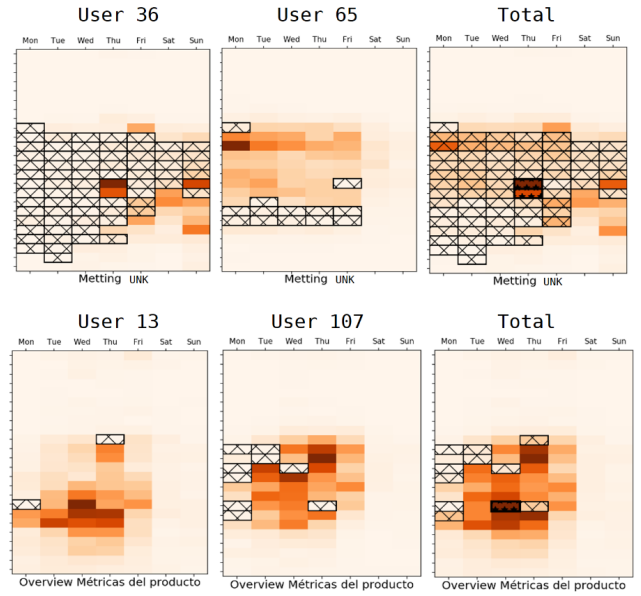 User 36 User 65 Total
Mon Tue Wed Thu Fri Sat Sun Mon Tue Wed Thu Fri Sat Sun Mon Tue Wed Thu Fri Sat Sun
Metting UNK Metting UNK Metting UNK
User 13 User 107 Total
Mon Tue Wed Thu Fri Sat Sun Mon Tue Wed Thu Fri Sat Sun Mon Tue Wed Thu Fri Sat Sun
Overview Métricas del producto Overview Métricas del producto Overview Métricas del producto